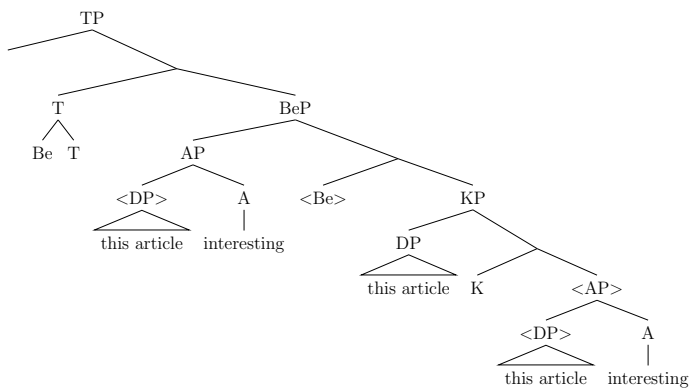 TP
T
BeP
Be T
AP
<DP>
A
<Be>
KP
this article
interesting
DP
this article
K
<AP>
<DP>
A
this article
interesting